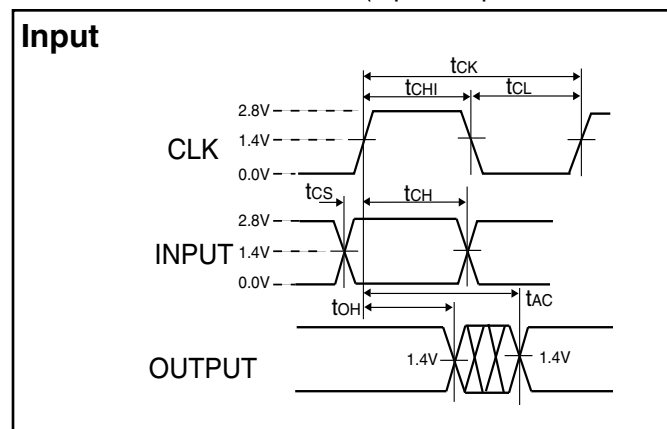 Input
tCK
tCHI tCL
2.8V
CLK 1.4V
0.0V
tCS tCH
2.8V
INPUT 1.4V
0.0V
tOH tAC
1.4V 1.4V
OUTPUT